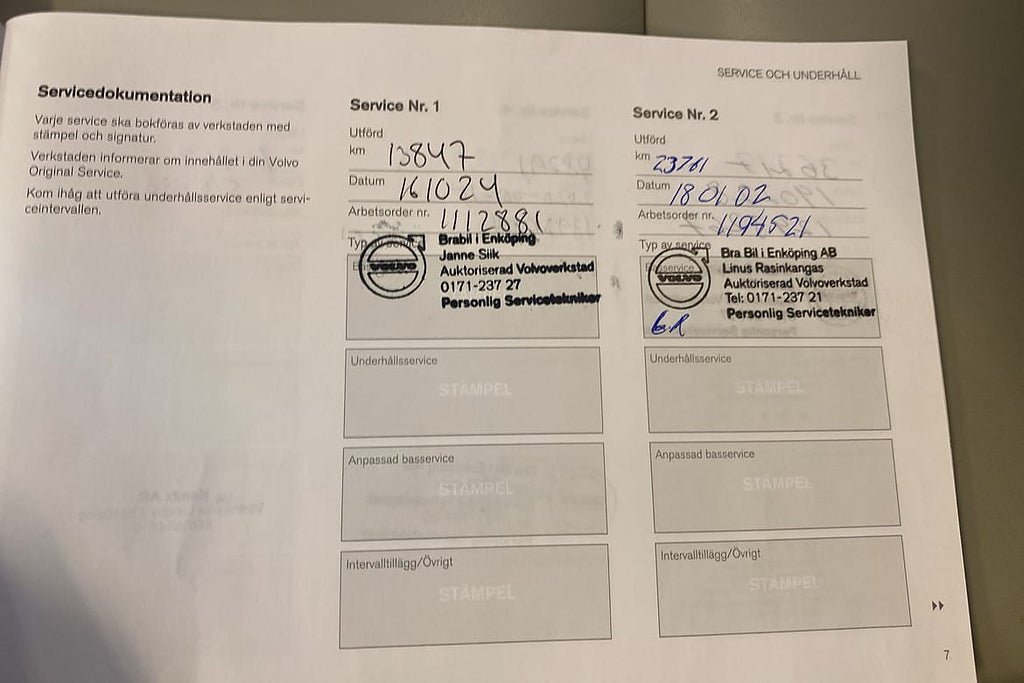 SERVICE OCH UNDERHÅLL
Servicedokumentation
Varje service ska bokföras av verkstaden med
stämpel och signatur.
Verkstaden informerar om innehållet i din Volvo
Original Service.
Kom ihåg att utföra underhållsservice enligt servi-
ceintervallen.
Service Nr. 1
Utförd
km 13847
Datum 161024
Arbetsorder nr. 1112881
Typ av service
VOLVO
Brabil i Enköping
Janne Siik
Auktoriserad Volvoverkstad
0171-237 27
Personlig Servicetekniker
Underhållsservice
STÄMPEL
Anpassad basservice
STÄMPEL
Intervalltillägg/Övrigt
STÄMPEL
Service Nr. 2
Utförd
km 23761
Datum 180102
Arbetsorder nr. 1194521
Typ av service
Basservice
VOLVO
Bra Bil i Enköping AB
Linus Rasinkangas
Auktoriserad Volvoverkstad
Tel: 0171-237 21
Personlig Servicetekniker
Underhållsservice
STÄMPEL
Anpassad basservice
STÄMPEL
Intervalltillägg/Övrigt
STÄMPEL
7